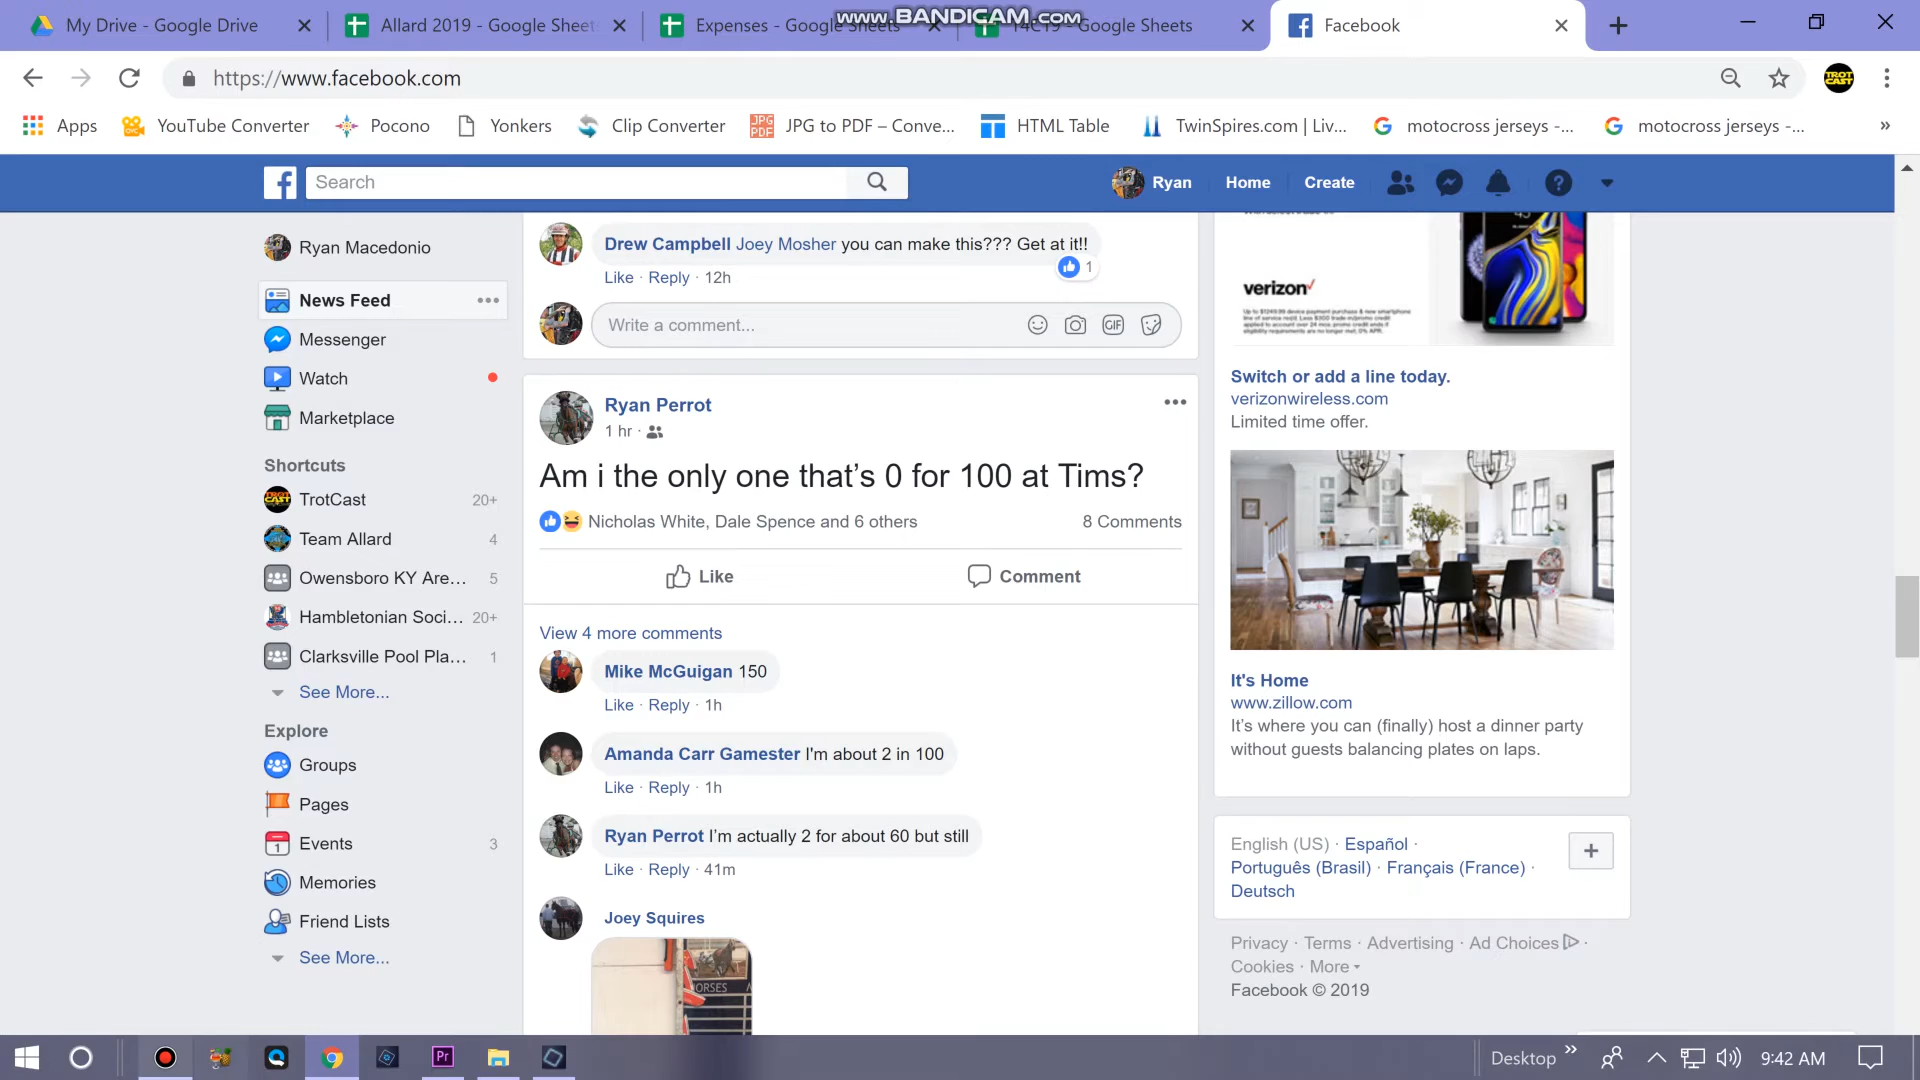 My Drive - Google Drive
Allard 2019 - Google Sheets
Expenses - Google Sheets
14C19 - Google Sheets
Facebook
www.BANDICAM.com
https://www.facebook.com
TROT CAST
Apps
YouTube Converter
Pocono
Yonkers
Clip Converter
JPG PDF
JPG to PDF – Conve...
HTML Table
TwinSpires.com | Liv...
motocross jerseys -...
motocross jerseys -...
Search
Ryan
Home
Create
Ryan Macedonio
News Feed
Messenger
Watch
Marketplace
Shortcuts
TrotCast 20+
Team Allard 4
Owensboro KY Are... 5
Hambletonian Soci... 20+
Clarksville Pool Pla... 1
See More...
Explore
Groups
Pages
Events 3
Memories
Friend Lists
See More...
Drew Campbell Joey Mosher you can make this??? Get at it!!
1
Like · Reply · 12h
Write a comment...
GIF
Ryan Perrot
1 hr ·
Am i the only one that's 0 for 100 at Tims?
Nicholas White, Dale Spence and 6 others
8 Comments
Like
Comment
View 4 more comments
Mike McGuigan 150
Like · Reply · 1h
Amanda Carr Gamester I'm about 2 in 100
Like · Reply · 1h
Ryan Perrot I'm actually 2 for about 60 but still
Like · Reply · 41m
Joey Squires
HORSES
verizon
Switch or add a line today.
verizonwireless.com
Limited time offer.
It's Home
www.zillow.com
It's where you can (finally) host a dinner party
without guests balancing plates on laps.
English (US) · Español ·
Português (Brasil) · Français (France) ·
Deutsch
Privacy · Terms · Advertising · Ad Choices ·
Cookies · More
Facebook © 2019
Pr
Desktop
9:42 AM